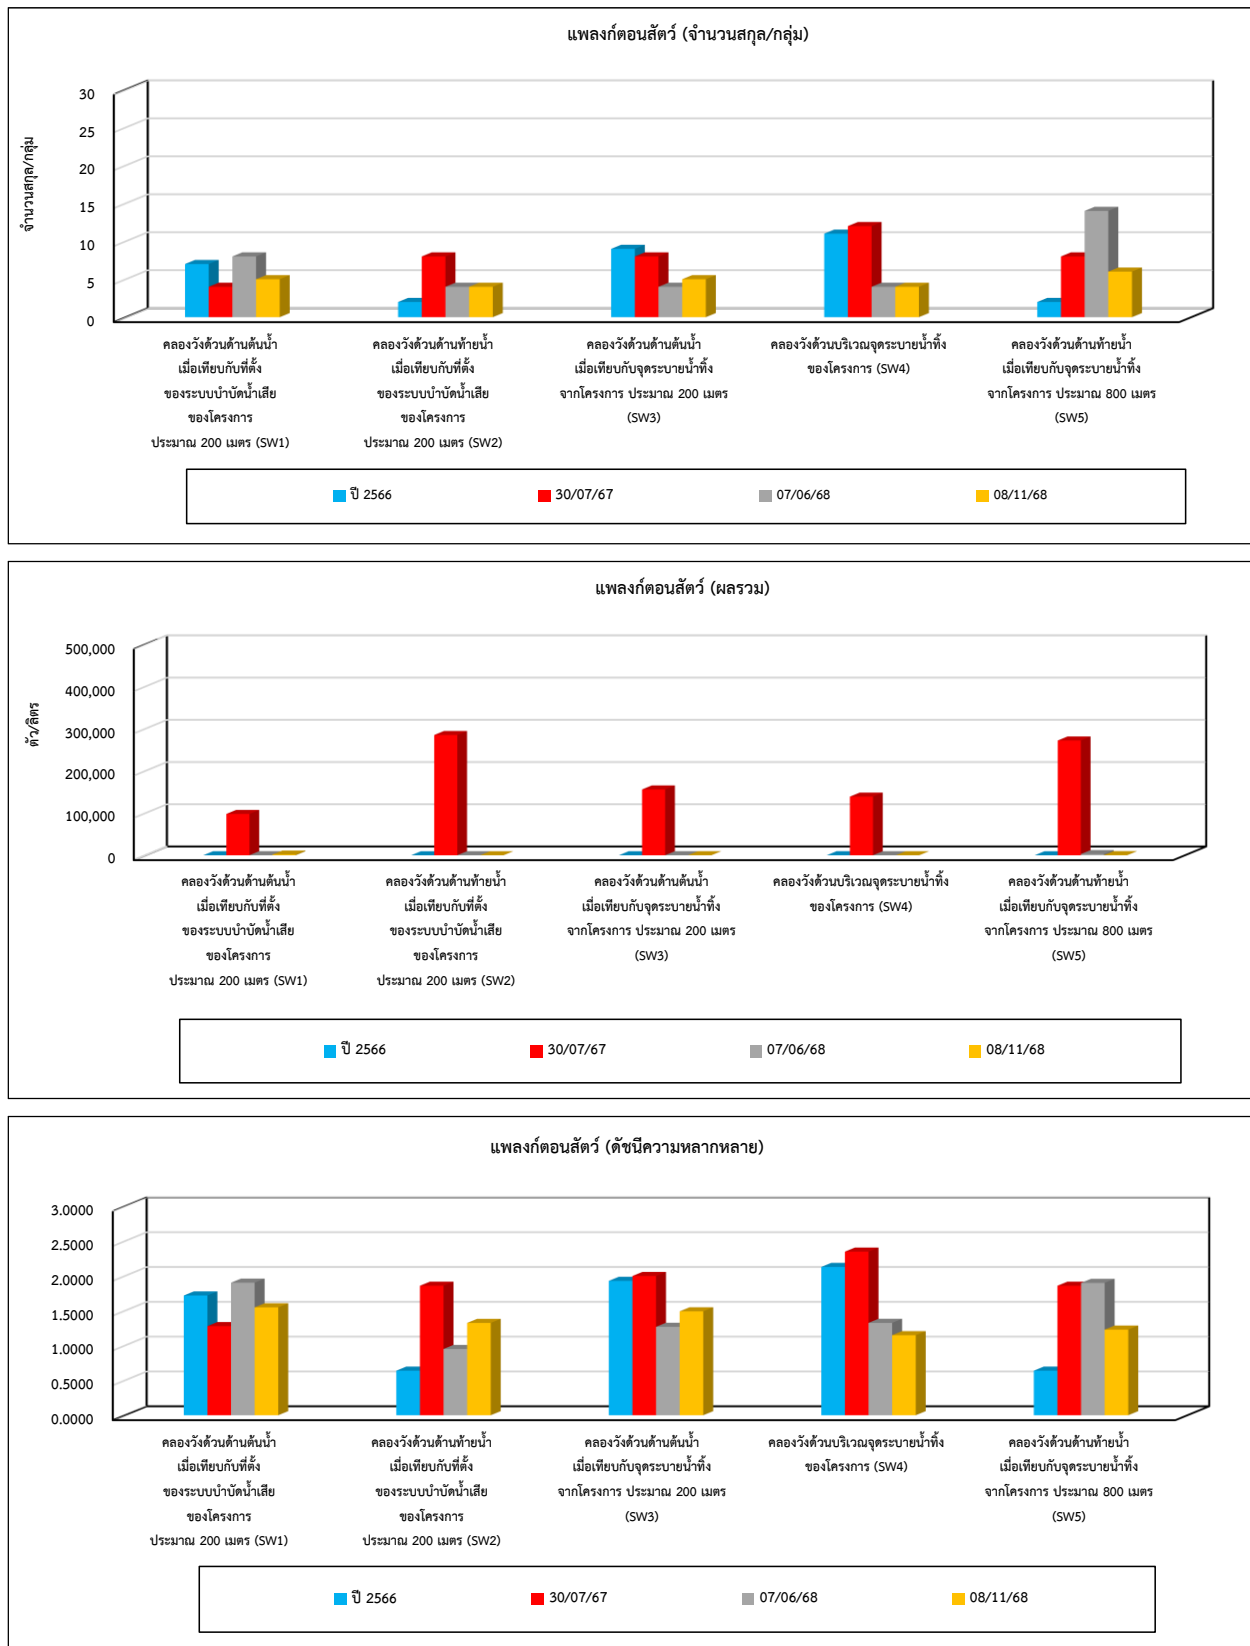 แพลงก์ตอนสัตว์ (จำนวนสกุล/กลุ่ม)
จำนวนสกุล/กลุ่ม
30
25
20
15
10
5
0
คลองวังด้วนด้านต้นน้ำ
เมื่อเทียบกับที่ตั้ง
ของระบบบำบัดน้ำเสีย
ของโครงการ
ประมาณ 200 เมตร (SW1)
คลองวังด้วนด้านท้ายน้ำ
เมื่อเทียบกับที่ตั้ง
ของระบบบำบัดน้ำเสีย
ของโครงการ
ประมาณ 200 เมตร (SW2)
คลองวังด้วนด้านต้นน้ำ
เมื่อเทียบกับจุดระบายน้ำทิ้ง
จากโครงการ ประมาณ 200 เมตร
(SW3)
คลองวังด้วนบริเวณจุดระบายน้ำทิ้ง
ของโครงการ (SW4)
คลองวังด้วนด้านท้ายน้ำ
เมื่อเทียบกับจุดระบายน้ำทิ้ง
จากโครงการ ประมาณ 800 เมตร
(SW5)
ปี 2566 30/07/67 07/06/68 08/11/68
แพลงก์ตอนสัตว์ (ผลรวม)
ตัว/ลิตร
500,000
400,000
300,000
200,000
100,000
0
คลองวังด้วนด้านต้นน้ำ
เมื่อเทียบกับที่ตั้ง
ของระบบบำบัดน้ำเสีย
ของโครงการ
ประมาณ 200 เมตร (SW1)
คลองวังด้วนด้านท้ายน้ำ
เมื่อเทียบกับที่ตั้ง
ของระบบบำบัดน้ำเสีย
ของโครงการ
ประมาณ 200 เมตร (SW2)
คลองวังด้วนด้านต้นน้ำ
เมื่อเทียบกับจุดระบายน้ำทิ้ง
จากโครงการ ประมาณ 200 เมตร
(SW3)
คลองวังด้วนบริเวณจุดระบายน้ำทิ้ง
ของโครงการ (SW4)
คลองวังด้วนด้านท้ายน้ำ
เมื่อเทียบกับจุดระบายน้ำทิ้ง
จากโครงการ ประมาณ 800 เมตร
(SW5)
ปี 2566 30/07/67 07/06/68 08/11/68
แพลงก์ตอนสัตว์ (ดัชนีความหลากหลาย)
3.0000
2.5000
2.0000
1.5000
1.0000
0.5000
0.0000
คลองวังด้วนด้านต้นน้ำ
เมื่อเทียบกับที่ตั้ง
ของระบบบำบัดน้ำเสีย
ของโครงการ
ประมาณ 200 เมตร (SW1)
คลองวังด้วนด้านท้ายน้ำ
เมื่อเทียบกับที่ตั้ง
ของระบบบำบัดน้ำเสีย
ของโครงการ
ประมาณ 200 เมตร (SW2)
คลองวังด้วนด้านต้นน้ำ
เมื่อเทียบกับจุดระบายน้ำทิ้ง
จากโครงการ ประมาณ 200 เมตร
(SW3)
คลองวังด้วนบริเวณจุดระบายน้ำทิ้ง
ของโครงการ (SW4)
คลองวังด้วนด้านท้ายน้ำ
เมื่อเทียบกับจุดระบายน้ำทิ้ง
จากโครงการ ประมาณ 800 เมตร
(SW5)
ปี 2566 30/07/67 07/06/68 08/11/68